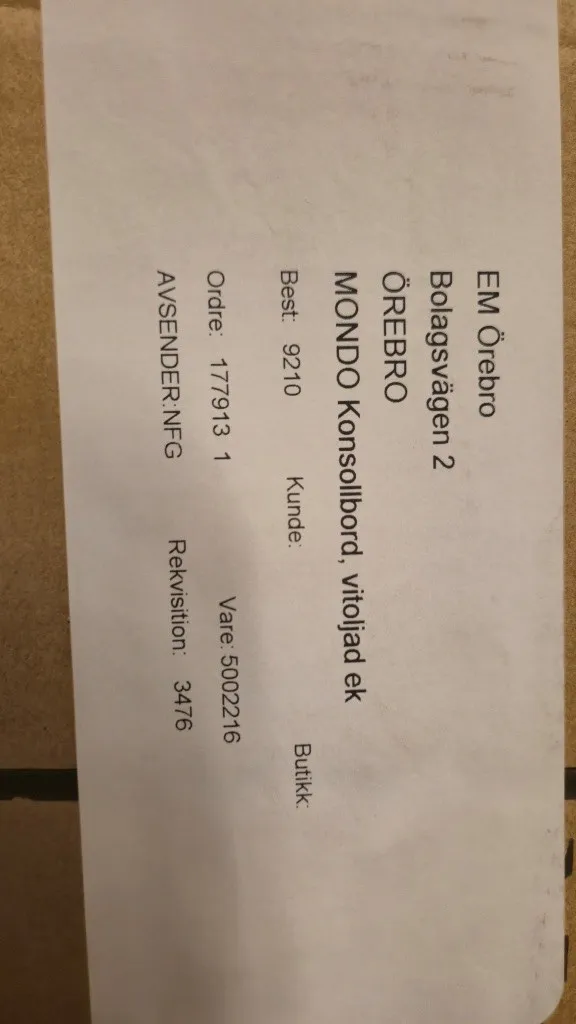 EM Örebro
Bolagsvägen 2
ÖREBRO
MONDO Konsollbord, vitoljad ek
Best: 9210 Kunde: Butikk:
Ordre: 177913 1 Vare: 5002216
AVSENDER:NFG Rekvisition: 3476